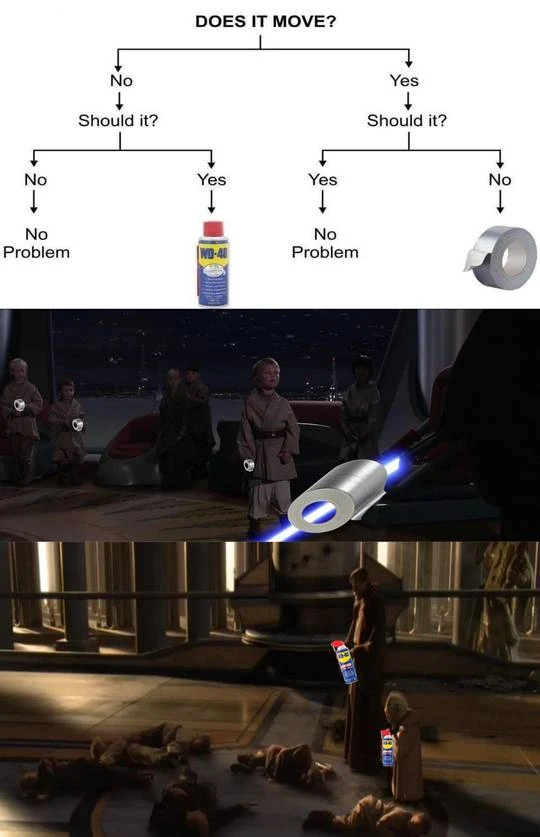 DOES IT MOVE?
No Yes
Should it? Should it?
No Yes Yes No
No
Problem
WD-40
No
Problem